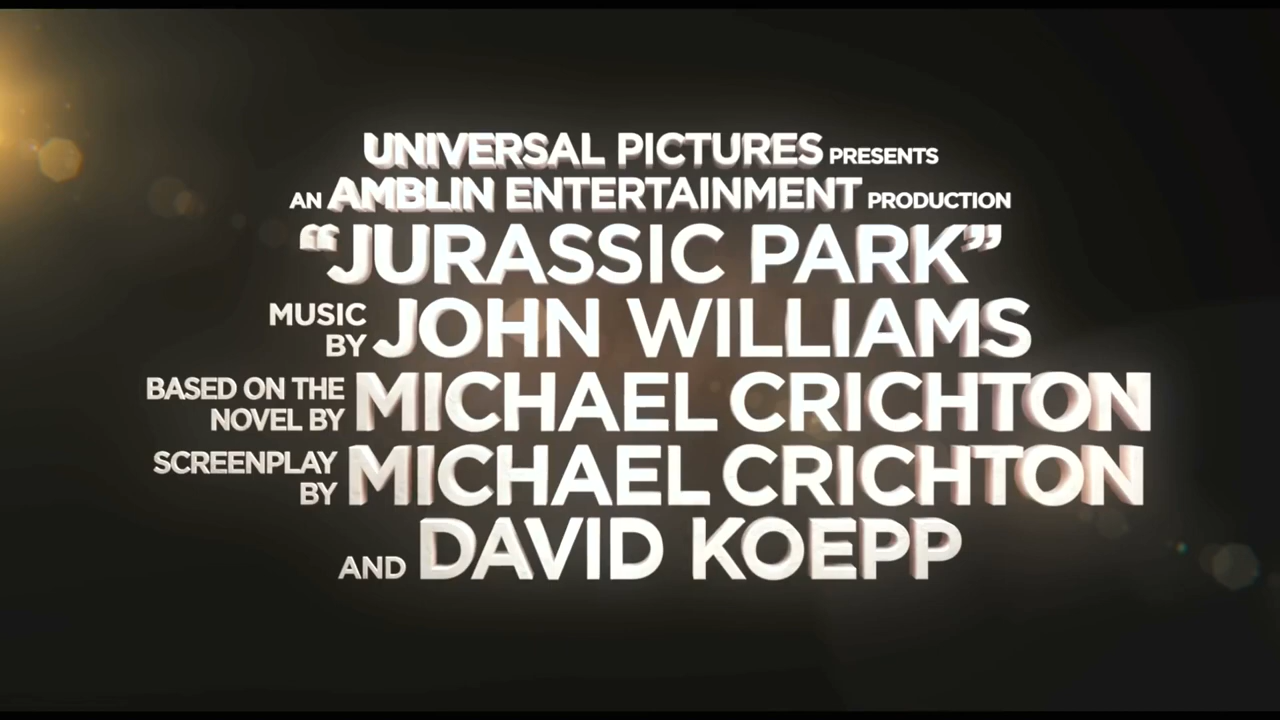 UNIVERSAL PICTURES PRESENTS
AN AMBLIN ENTERTAINMENT PRODUCTION
“JURASSIC PARK”
MUSIC BY JOHN WILLIAMS
BASED ON THE NOVEL BY MICHAEL CRICHTON
SCREENPLAY BY MICHAEL CRICHTON
AND DAVID KOEPP